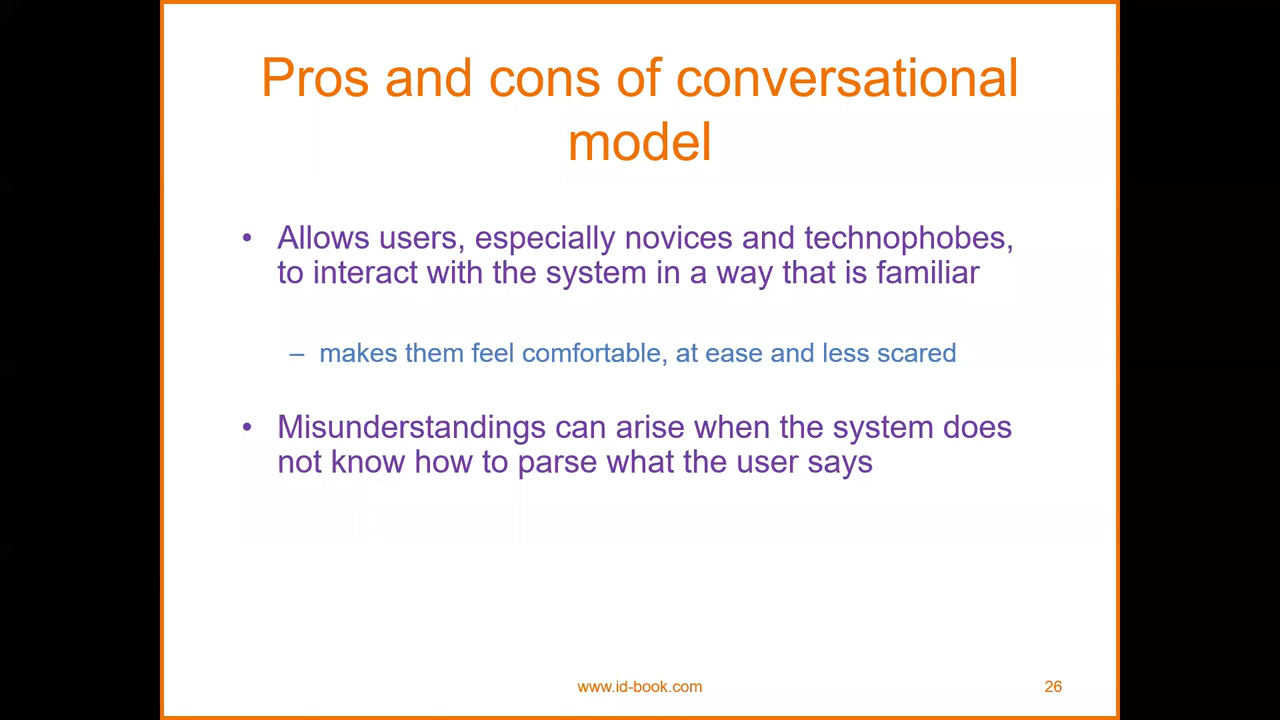 Pros and cons of conversational
model
• Allows users, especially novices and technophobes,
to interact with the system in a way that is familiar
– makes them feel comfortable, at ease and less scared
• Misunderstandings can arise when the system does
not know how to parse what the user says
www.id-book.com
26